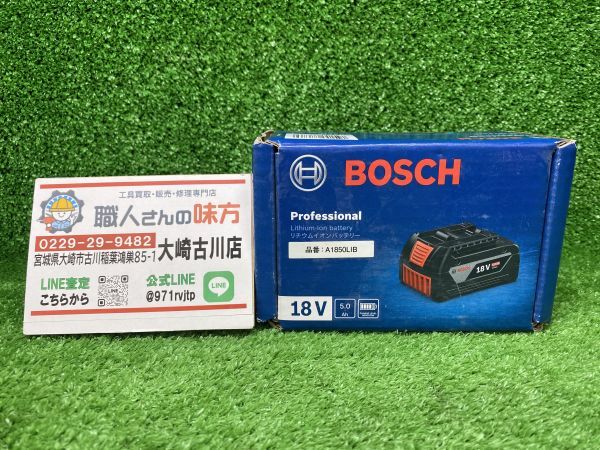 工具買取・販売・修理専門店
職人さんの味方
0229-29-9482
大崎古川店
宮城県大崎市古川稲葉鴻巣85-1
LINE査定
こちらから
公式LINE
@971rvjtp
BOSCH
Professional
Lithium-ion battery
リチウムイオンバッテリー
品番：A1850LIB
18 V
5.0
Ah
BOSCH
18 V